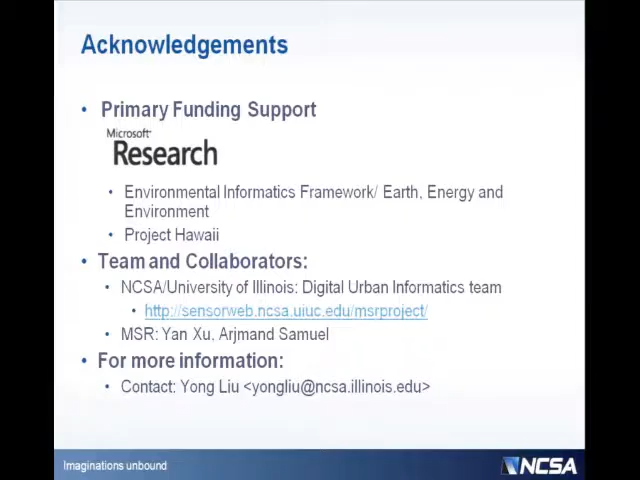 Acknowledgements
• Primary Funding Support
Microsoft
Research
• Environmental Informatics Framework/ Earth, Energy and
Environment
• Project Hawaii
• Team and Collaborators:
• NCSA/University of Illinois: Digital Urban Informatics team
• http://sensorweb.ncsa.uiuc.edu/msrproject/
• MSR: Yan Xu, Arjmand Samuel
• For more information:
• Contact: Yong Liu <yongliu@ncsa.illinois.edu>
Imaginations unbound
NCSA